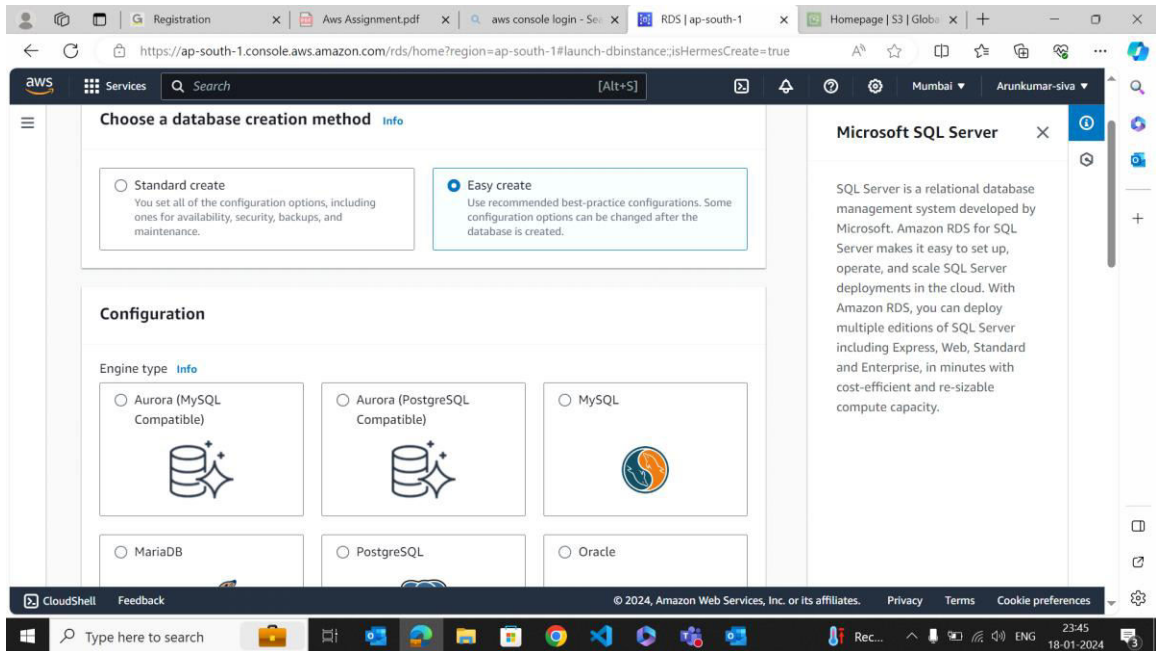 Registration
Aws Assignment.pdf
aws console login - Sea
RDS | ap-south-1
Homepage | S3 | Globa
https://ap-south-1.console.aws.amazon.com/rds/home?region=ap-south-1#launch-dbinstance:;isHermesCreate=true
aws
Services
Search
[Alt+S]
Mumbai
Arunkumar-siva
Choose a database creation method Info
Standard create
You set all of the configuration options, including
ones for availability, security, backups, and
maintenance.
Easy create
Use recommended best-practice configurations. Some
configuration options can be changed after the
database is created.
Configuration
Engine type Info
Aurora (MySQL
Compatible)
Aurora (PostgreSQL
Compatible)
MySQL
MariaDB
PostgreSQL
Oracle
Microsoft SQL Server
SQL Server is a relational database
management system developed by
Microsoft. Amazon RDS for SQL
Server makes it easy to set up,
operate, and scale SQL Server
deployments in the cloud. With
Amazon RDS, you can deploy
multiple editions of SQL Server
including Express, Web, Standard
and Enterprise, in minutes with
cost-efficient and re-sizable
compute capacity.
CloudShell
Feedback
© 2024, Amazon Web Services, Inc. or its affiliates.
Privacy
Terms
Cookie preferences
Type here to search
Rec...
ENG
23:45
18-01-2024
3